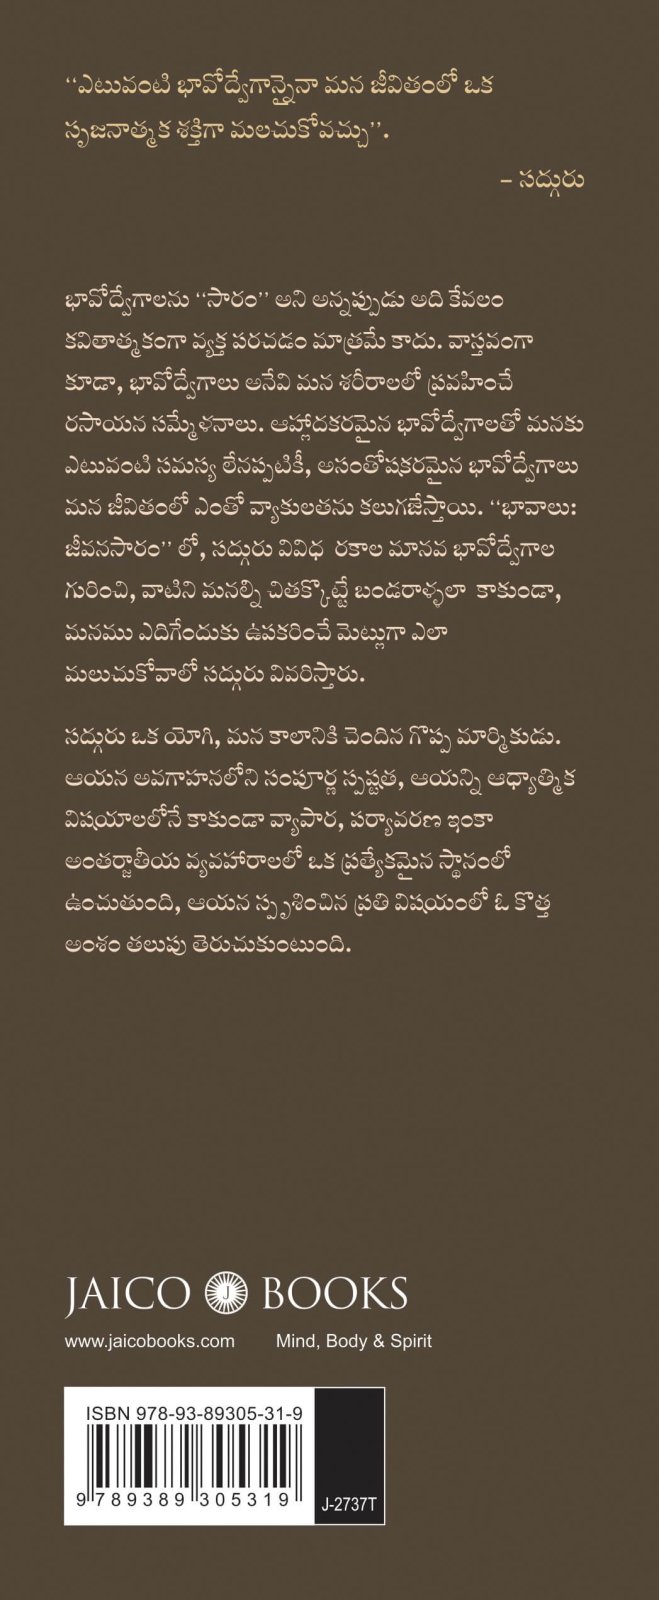 “ఎటువంటి భావోద్వేగాన్నైనా మన జీవితంలో ఒక
సృజనాత్మక శక్తిగా మలచుకోవచ్చు”.
– సద్గురు
భావోద్వేగాలను “సారం” అని అన్నప్పుడు అది కేవలం
కవితాత్మకంగా వ్యక్త పరచడం మాత్రమే కాదు. వాస్తవంగా
కూడా, భావోద్వేగాలు అనేవి మన శరీరాలలో ప్రవహించే
రసాయన సమ్మేళనాలు. ఆహ్లాదకరమైన భావోద్వేగాలతో మనకు
ఎటువంటి సమస్య లేనప్పటికీ, అసంతోషకరమైన భావోద్వేగాలు
మన జీవితంలో ఎంతో వ్యాకులతను కలుగజేస్తాయి. “భావాలు:
జీవనసారం” లో, సద్గురు వివిధ రకాల మానవ భావోద్వేగాల
గురించి, వాటిని మనల్ని చితక్కొట్టే బండరాళ్ళలా కాకుండా,
మనము ఎదిగేందుకు ఉపకరించే మెట్లుగా ఎలా
మలుచుకోవాలో సద్గురు వివరిస్తారు.
సద్గురు ఒక యోగి, మన కాలానికి చెందిన గొప్ప మార్మికుడు.
ఆయన అవగాహనలోని సంపూర్ణ స్పష్టత, ఆయన్ని ఆధ్యాత్మిక
విషయాలలోనే కాకుండా వ్యాపార, పర్యావరణ ఇంకా
అంతర్జాతీయ వ్యవహారాలలో ఒక ప్రత్యేకమైన స్థానంలో
ఉంచుతుంది, ఆయన స్పృశించిన ప్రతి విషయంలో ఓ కొత్త
అంశం తలుపు తెరుచుకుంటుంది.
JAICO J BOOKS
www.jaicobooks.com Mind, Body & Spirit
ISBN 978-93-89305-31-9
9 789389 305319
J-2737T